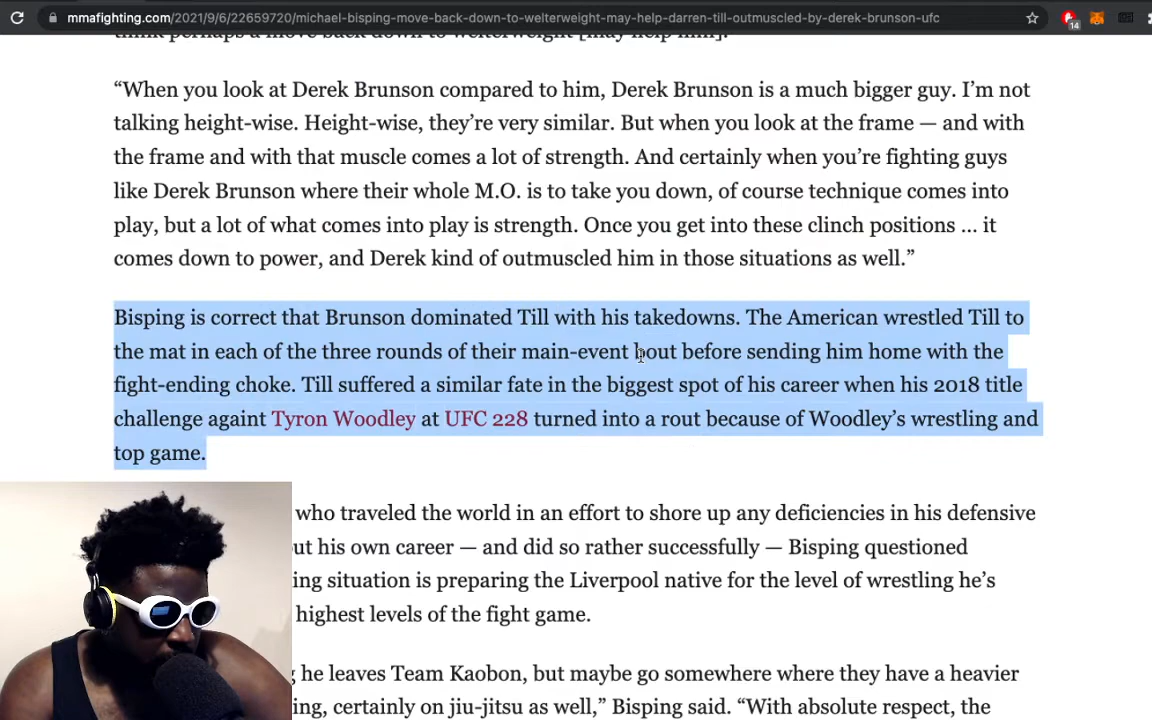 mmafighting.com/2021/9/6/22659720/michael-bisping-move-back-down-to-welterweight-may-help-darren-till-outmuscled-by-derek-brunson-ufc
14
think perhaps a move back down to welterweight [may help him].
“When you look at Derek Brunson compared to him, Derek Brunson is a much bigger guy. I’m not
talking height-wise. Height-wise, they’re very similar. But when you look at the frame — and with
the frame and with that muscle comes a lot of strength. And certainly when you’re fighting guys
like Derek Brunson where their whole M.O. is to take you down, of course technique comes into
play, but a lot of what comes into play is strength. Once you get into these clinch positions … it
comes down to power, and Derek kind of outmuscled him in those situations as well.”
Bisping is correct that Brunson dominated Till with his takedowns. The American wrestled Till to
the mat in each of the three rounds of their main-event bout before sending him home with the
fight-ending choke. Till suffered a similar fate in the biggest spot of his career when his 2018 title
challenge againt Tyron Woodley at UFC 228 turned into a rout because of Woodley’s wrestling and
top game.
who traveled the world in an effort to shore up any deficiencies in his defensive
ut his own career — and did so rather successfully — Bisping questioned
ing situation is preparing the Liverpool native for the level of wrestling he’s
highest levels of the fight game.
he leaves Team Kaobon, but maybe go somewhere where they have a heavier
ing, certainly on jiu-jitsu as well,” Bisping said. “With absolute respect, the